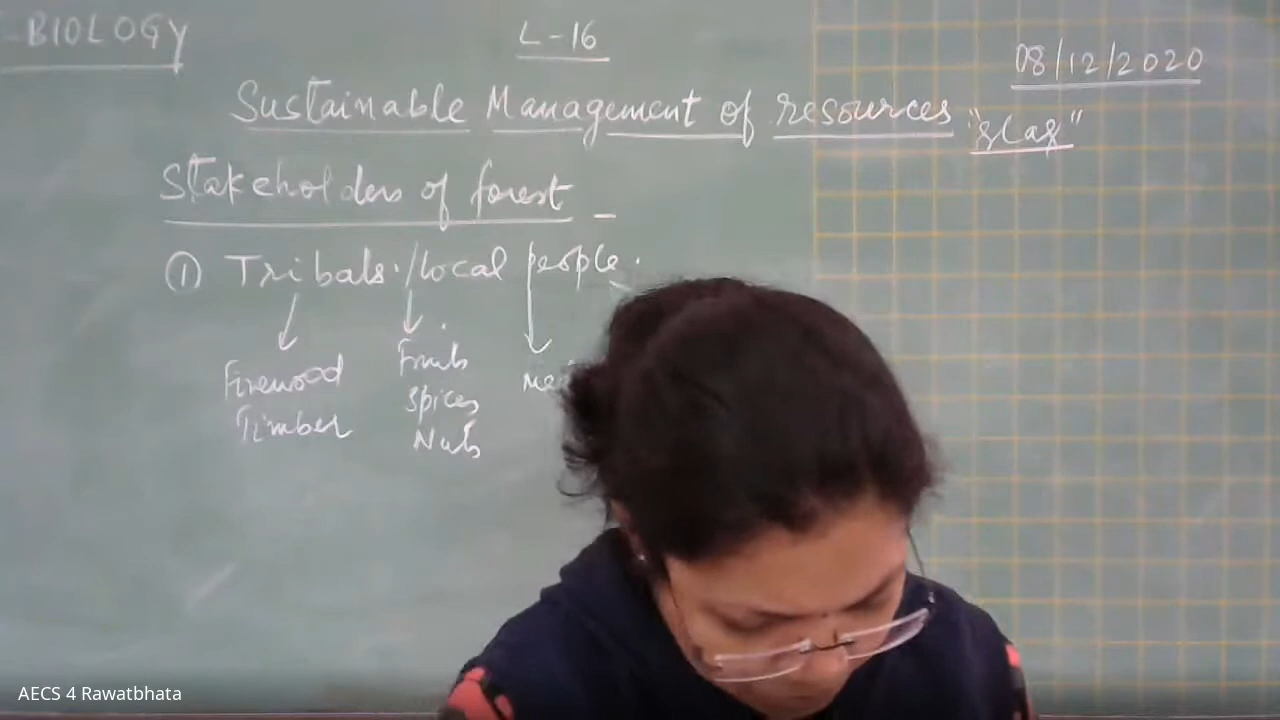 BIOLOGY
L-16
08/12/2020
Sustainable Management of resources
Stakeholders of forest -
① Tribals./local people.
Firewood
Timber
Fruits
Spices
Nuts
AECS 4 Rawatbhata